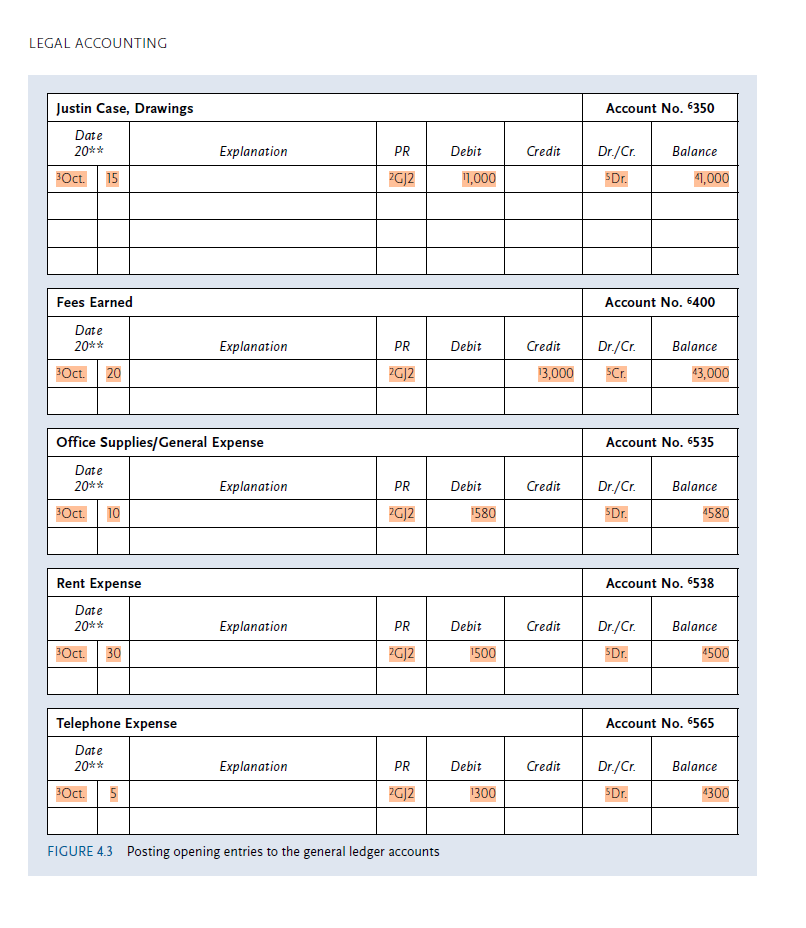 LEGAL ACCOUNTING
Justin Case, Drawings Account No. ⁶350
Date
20** Explanation PR Debit Credit Dr./Cr. Balance
³Oct. 15 ²GJ2 ¹1,000 ⁵Dr. ⁴1,000
Fees Earned Account No. ⁶400
Date
20** Explanation PR Debit Credit Dr./Cr. Balance
³Oct. 20 ²GJ2 ¹3,000 ⁵Cr. ⁴3,000
Office Supplies/General Expense Account No. ⁶535
Date
20** Explanation PR Debit Credit Dr./Cr. Balance
³Oct. 10 ²GJ2 ¹580 ⁵Dr. ⁴580
Rent Expense Account No. ⁶538
Date
20** Explanation PR Debit Credit Dr./Cr. Balance
³Oct. 30 ²GJ2 ¹500 ⁵Dr. ⁴500
Telephone Expense Account No. ⁶565
Date
20** Explanation PR Debit Credit Dr./Cr. Balance
³Oct. 5 ²GJ2 ¹300 ⁵Dr. ⁴300
FIGURE 4.3 Posting opening entries to the general ledger accounts